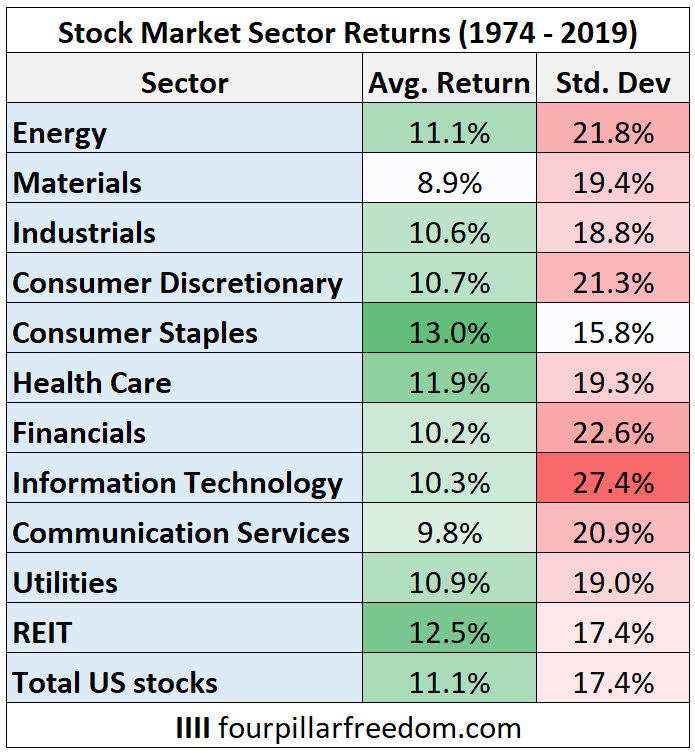 Stock Market Sector Returns (1974 - 2019)
Sector Avg. Return Std. Dev
Energy 11.1% 21.8%
Materials 8.9% 19.4%
Industrials 10.6% 18.8%
Consumer Discretionary 10.7% 21.3%
Consumer Staples 13.0% 15.8%
Health Care 11.9% 19.3%
Financials 10.2% 22.6%
Information Technology 10.3% 27.4%
Communication Services 9.8% 20.9%
Utilities 10.9% 19.0%
REIT 12.5% 17.4%
Total US stocks 11.1% 17.4%
IIII fourpillarfreedom.com